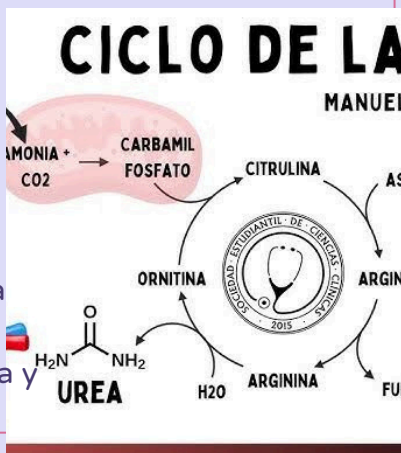 CICLO DE LA
MANUEL
AMONIA +
CO2
CARBAMIL
FOSFATO
CITRULINA
AS
ORNITINA
SOCIEDAD · ESTUDIANTIL · DE · CIENCIAS · CLÍNICAS
· 2015 ·
ARGIN
a
O
H₂N
NH₂
a y
UREA
H2O
ARGININA
FU